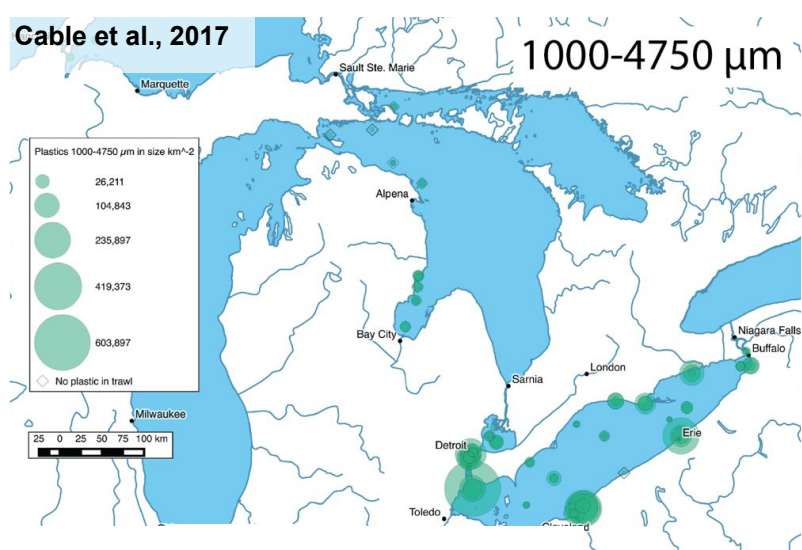 Cable et al., 2017
1000-4750 μm
Sault Ste. Marie
Marquette
Plastics 1000-4750 μm in size km^-2
26,211
104,843
235,897
419,373
603,897
No plastic in trawl
Alpena
Bay City
Niagara Falls
Buffalo
London
Sarnia
Milwaukee
25 0 25 50 75 100 km
Detroit
Erie
Toledo
Cleveland